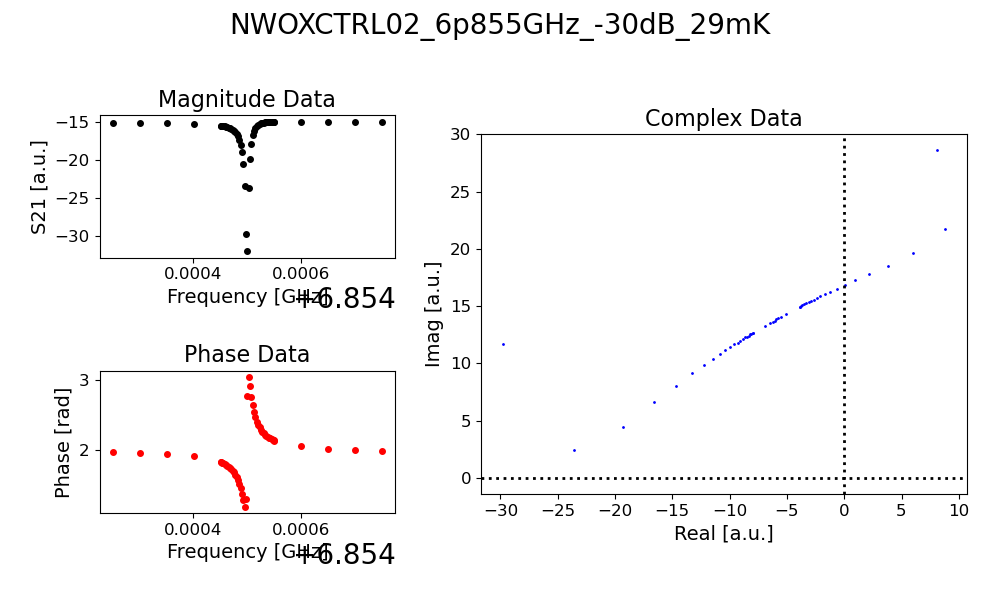 NWOXCTRL02_6p855GHz_-30dB_29mK
Magnitude Data
S21 [a.u.]
−15
−20
−25
−30
0.0004 0.0006
Frequency [GHz]
+6.854
Phase Data
Phase [rad]
3
2
0.0004 0.0006
Frequency [GHz]
+6.854
Complex Data
Imag [a.u.]
30
25
20
15
10
5
0
−30 −25 −20 −15 −10 −5 0 5 10
Real [a.u.]